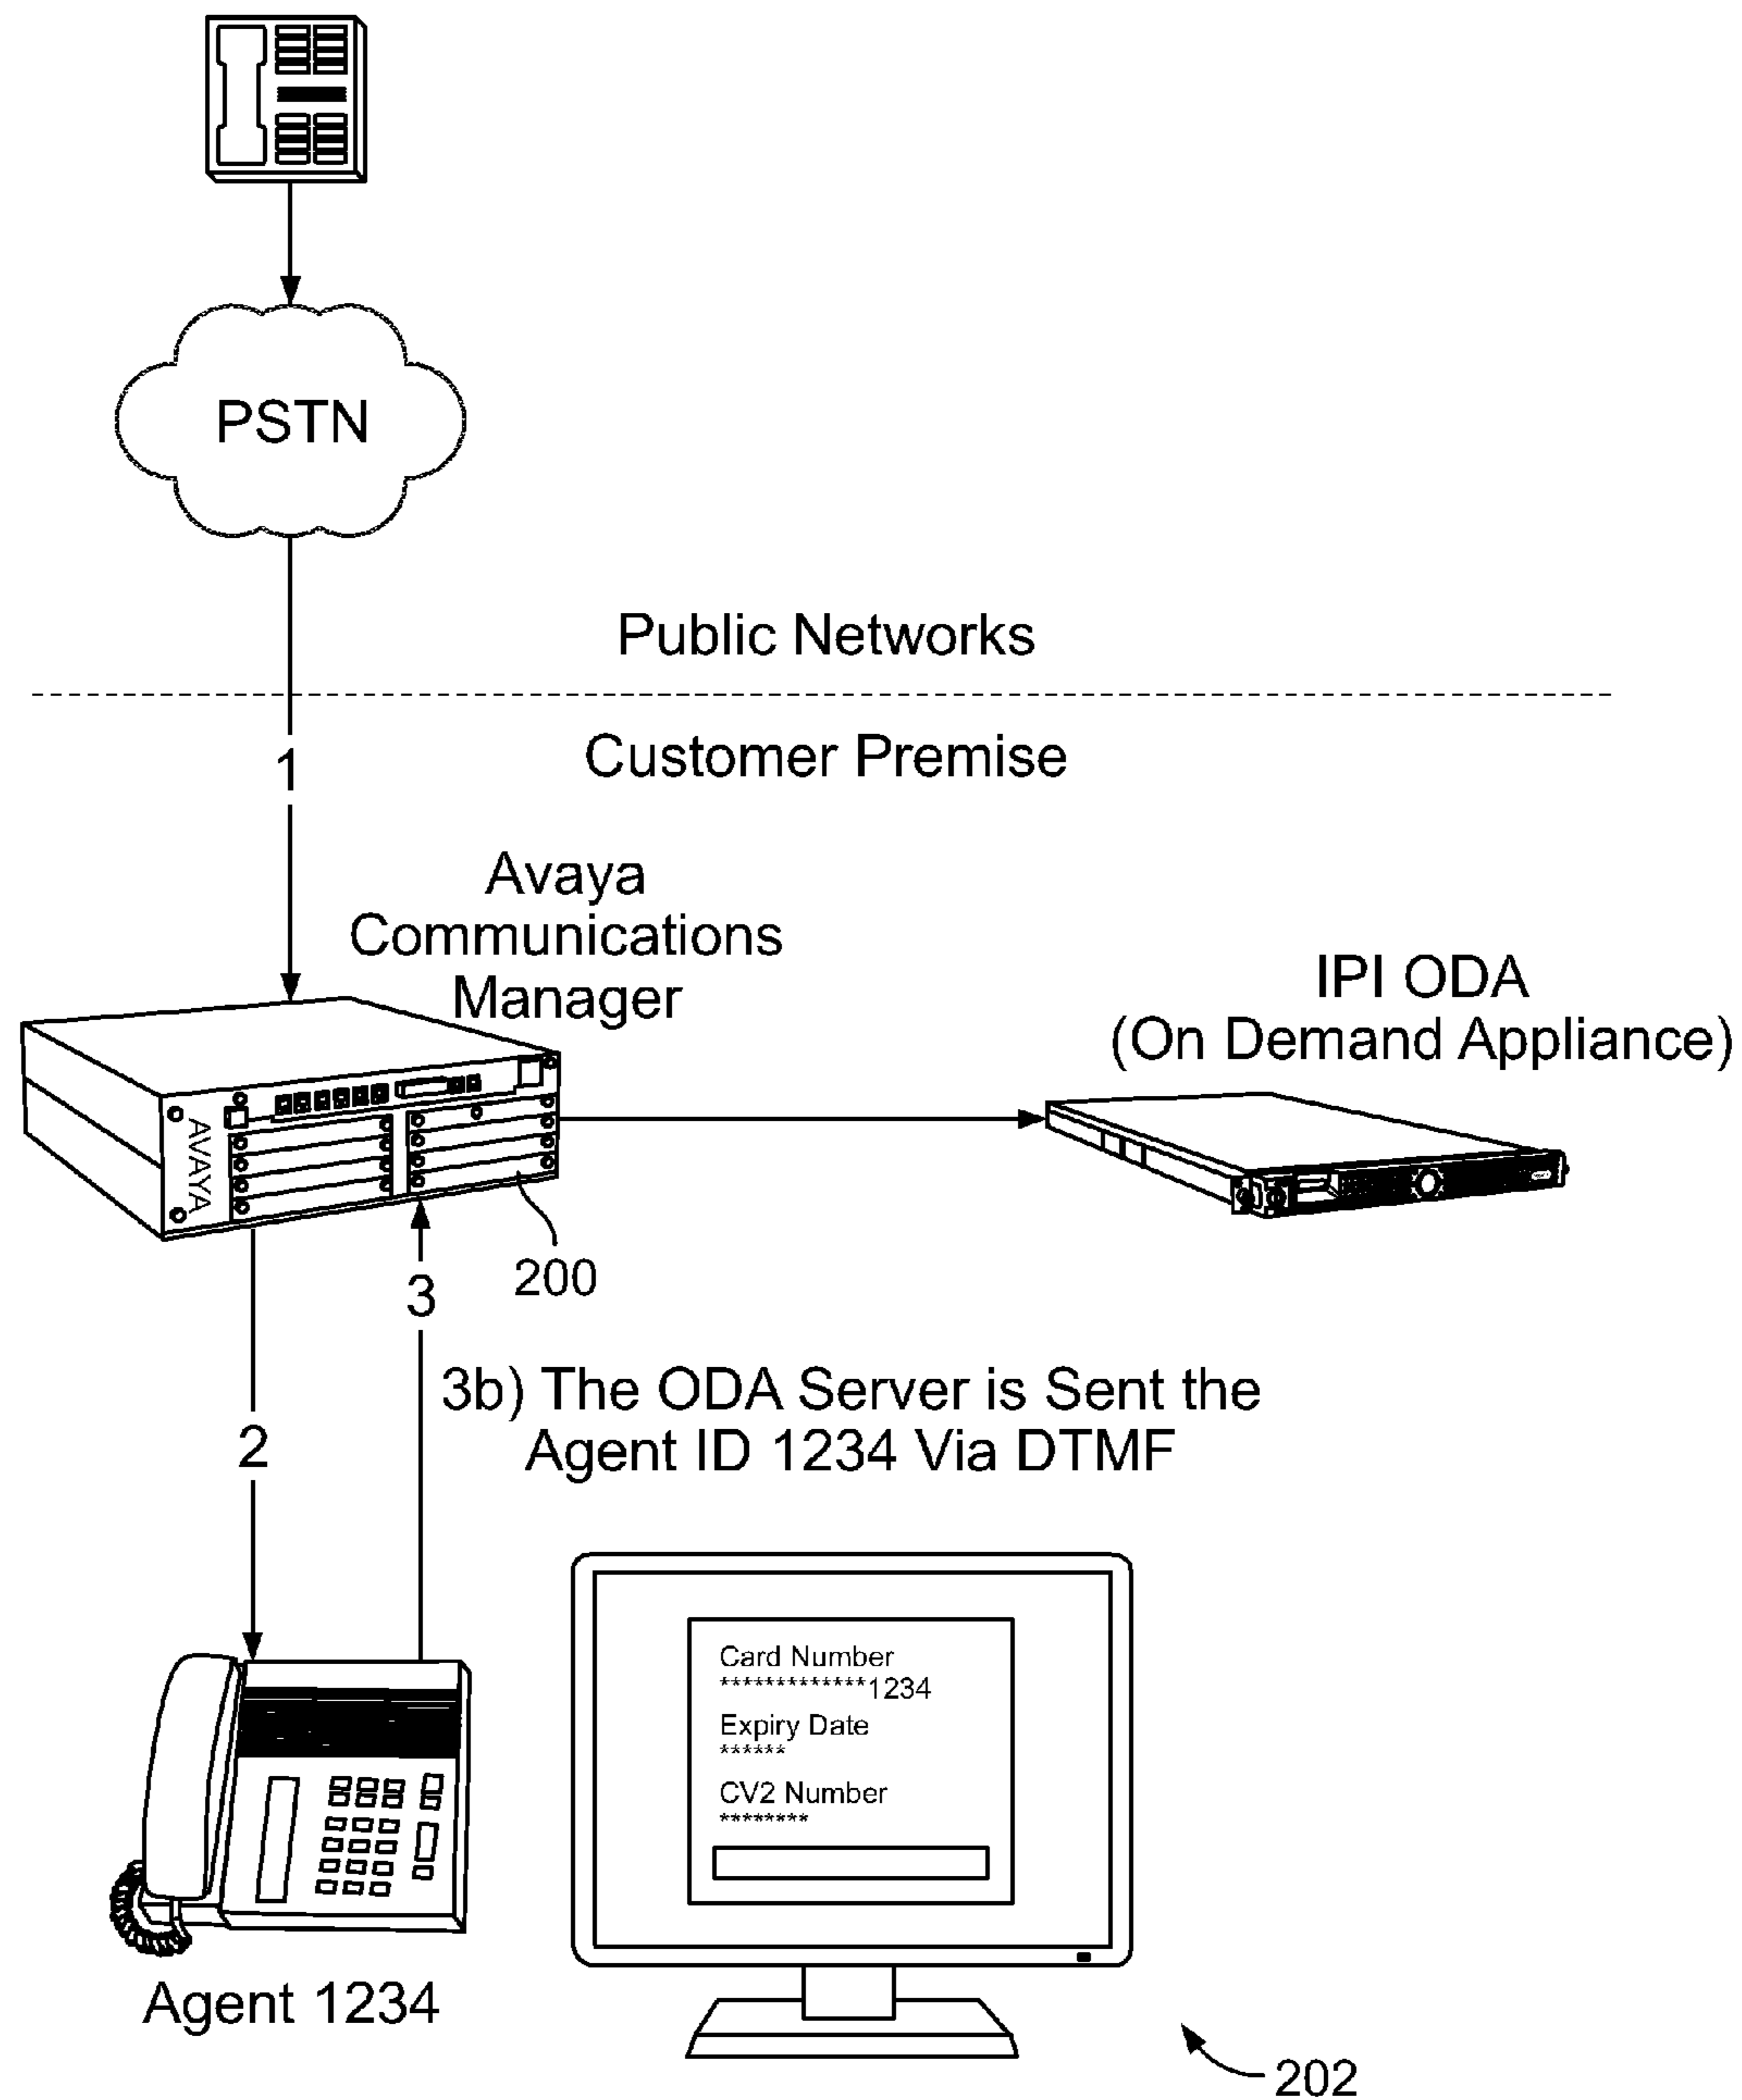 PSTN
Public Networks
Customer Premise
1
Avaya
Communications
Manager
IPI ODA
(On Demand Appliance)
AVAYA
200
3
2
3b) The ODA Server is Sent the
Agent ID 1234 Via DTMF
Card Number
*************1234
Expiry Date
******
CV2 Number
********
Agent 1234
202